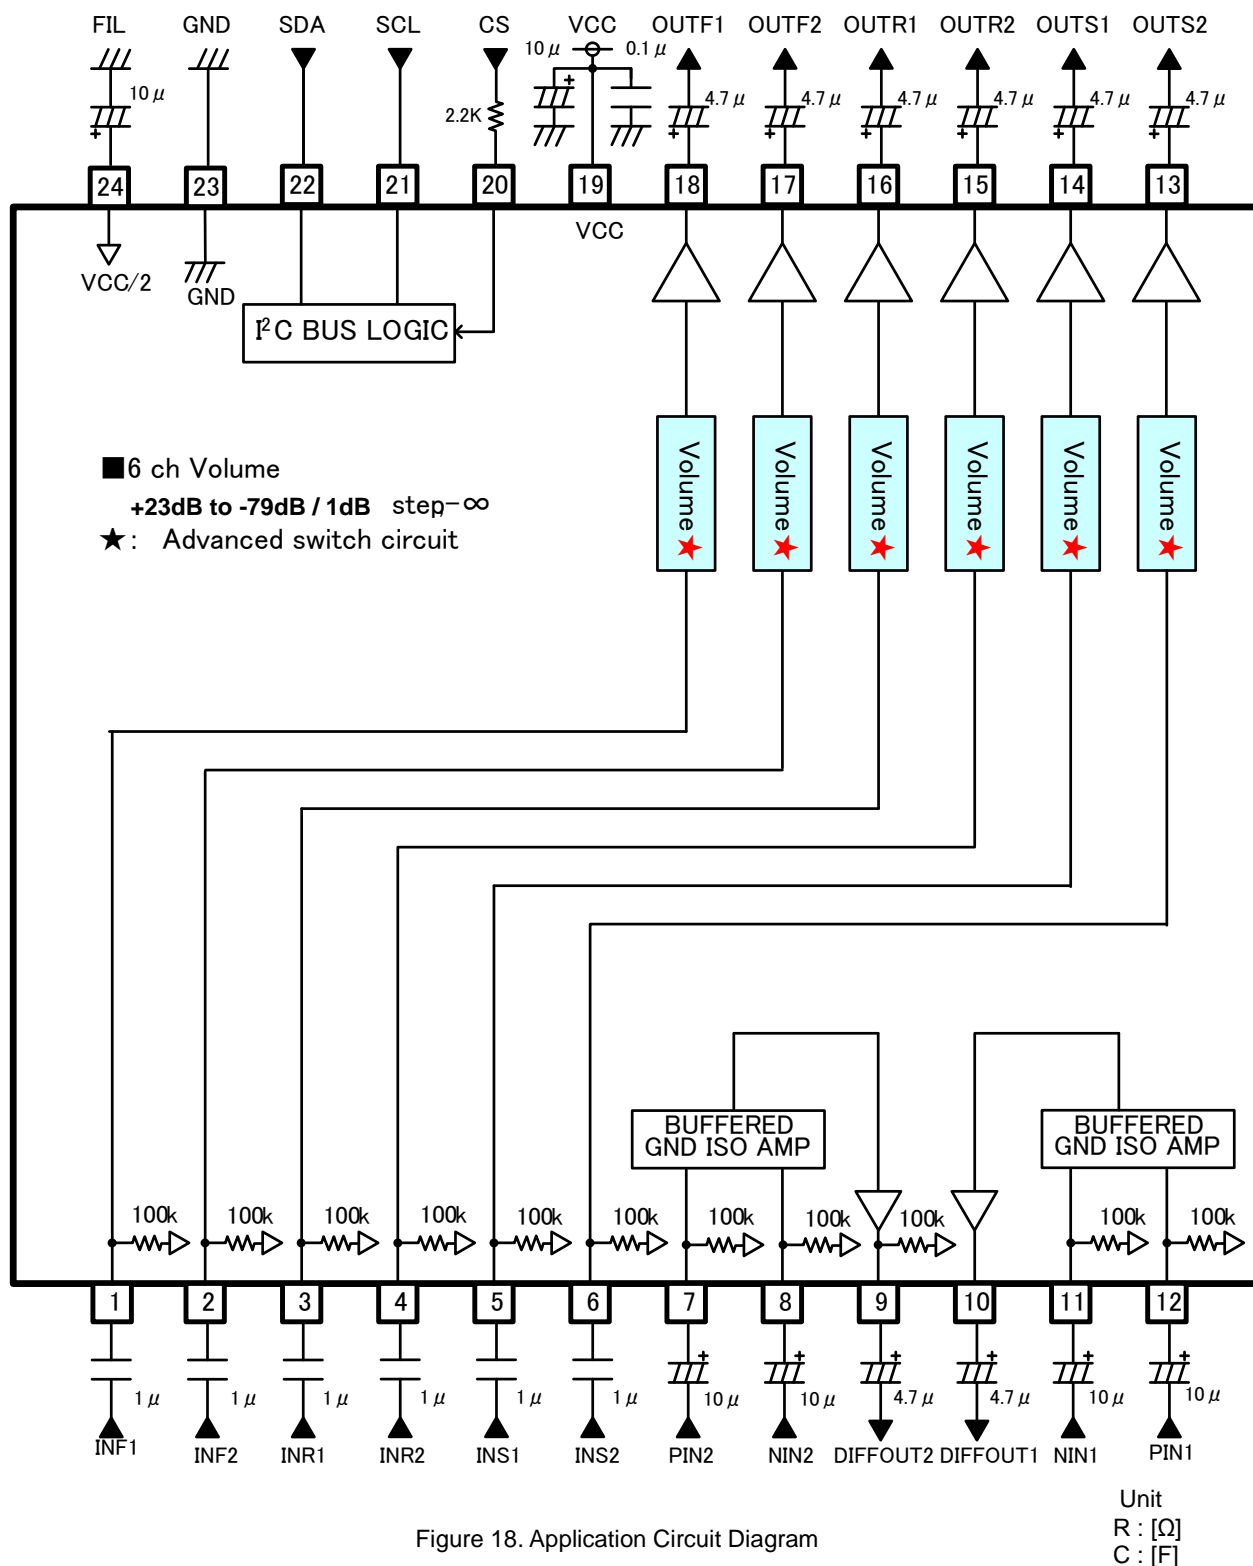 FIL GND SDA SCL CS VCC OUTF1 OUTF2 OUTR1 OUTR2 OUTS1 OUTS2
10μ 2.2K 10μ 0.1μ 4.7μ 4.7μ 4.7μ 4.7μ 4.7μ 4.7μ
+ + + + + + + +
24 23 22 21 20 19 18 17 16 15 14 13
VCC
VCC/2 GND
I²C BUS LOGIC
Volume★ Volume★ Volume★ Volume★ Volume★ Volume★
■6 ch Volume
+23dB to -79dB / 1dB step-∞
★: Advanced switch circuit
BUFFERED
GND ISO AMP
BUFFERED
GND ISO AMP
100k 100k 100k 100k 100k 100k 100k 100k 100k 100k 100k
1 2 3 4 5 6 7 8 9 10 11 12
+ + + + + +
1μ 1μ 1μ 1μ 1μ 1μ 10μ 10μ 4.7μ 4.7μ 10μ 10μ
INF1 INF2 INR1 INR2 INS1 INS2 PIN2 NIN2 DIFFOUT2 DIFFOUT1 NIN1 PIN1
Unit
R : [Ω]
C : [F]
Figure 18. Application Circuit Diagram